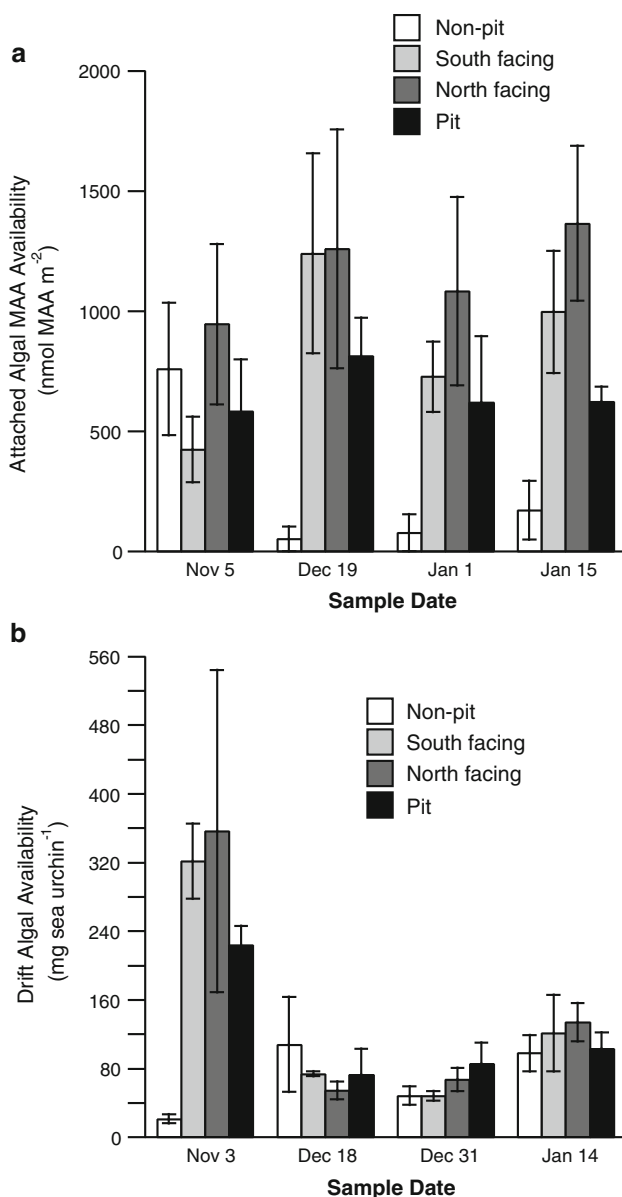 a
Non-pit
South facing
North facing
Pit
Attached Algal MAA Availability
(nmol MAA m-2)
2000
1500
1000
500
0
Nov 5 Dec 19 Jan 1 Jan 15
Sample Date
b
Non-pit
South facing
North facing
Pit
Drift Algal Availability
(mg sea urchin-1)
560
480
400
320
240
160
80
0
Nov 3 Dec 18 Dec 31 Jan 14
Sample Date